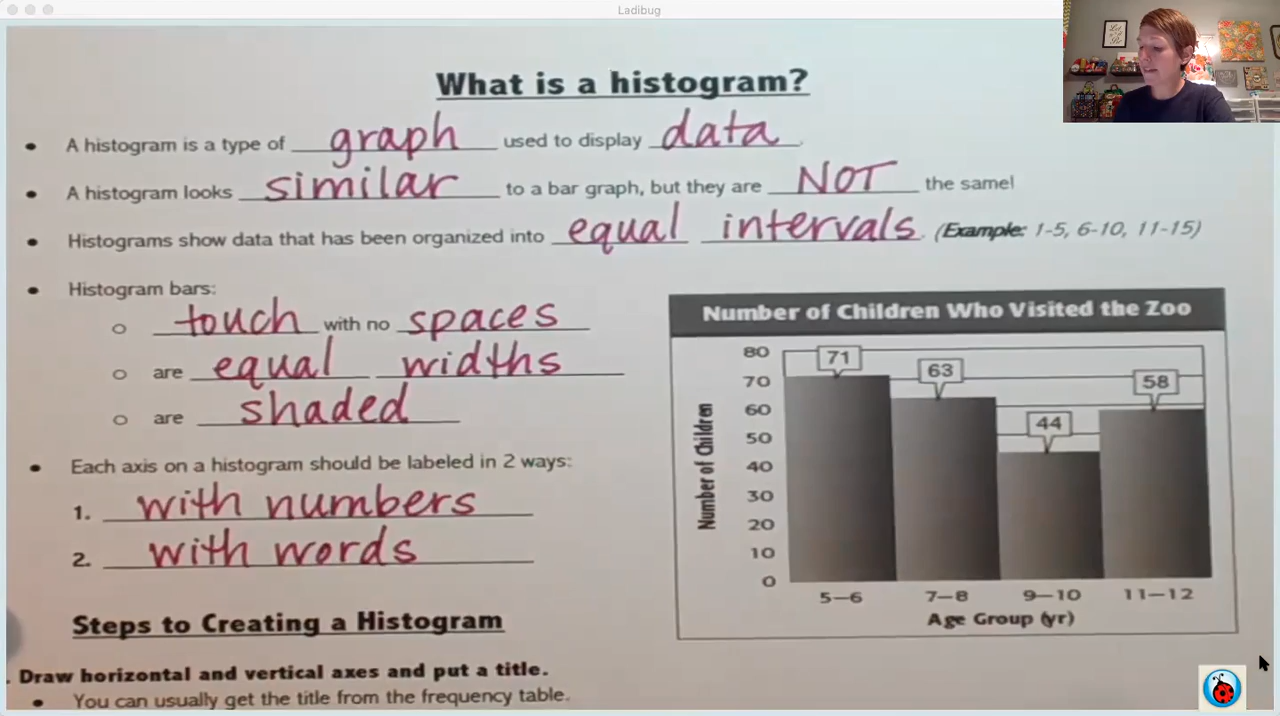 Ladibug
What is a histogram?
• A histogram is a type of graph used to display data.
• A histogram looks similar to a bar graph, but they are NOT the same!
• Histograms show data that has been organized into equal intervals. (Example: 1-5, 6-10, 11-15)
• Histogram bars:
o touch with no spaces
o are equal widths
o are shaded
• Each axis on a histogram should be labeled in 2 ways:
1. with numbers
2. with words
Number of Children Who Visited the Zoo
Number of Children
80
70
60
50
40
30
20
10
0
71
63
44
58
5–6 7–8 9–10 11–12
Age Group (yr)
Steps to Creating a Histogram
. Draw horizontal and vertical axes and put a title.
• You can usually get the title from the frequency table.